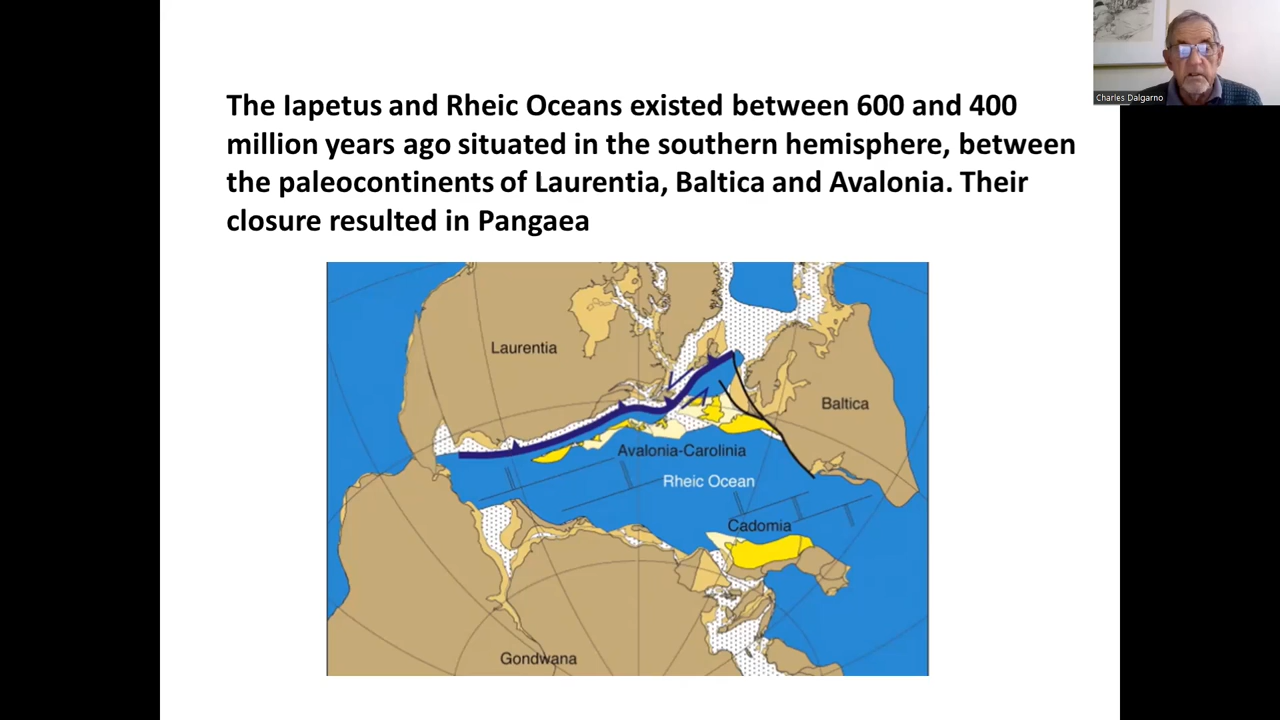 The Iapetus and Rheic Oceans existed between 600 and 400
million years ago situated in the southern hemisphere, between
the paleocontinents of Laurentia, Baltica and Avalonia. Their
closure resulted in Pangaea
Charles Dalgarno
Laurentia
Baltica
Avalonia-Carolinia
Rheic Ocean
Cadomia
Gondwana